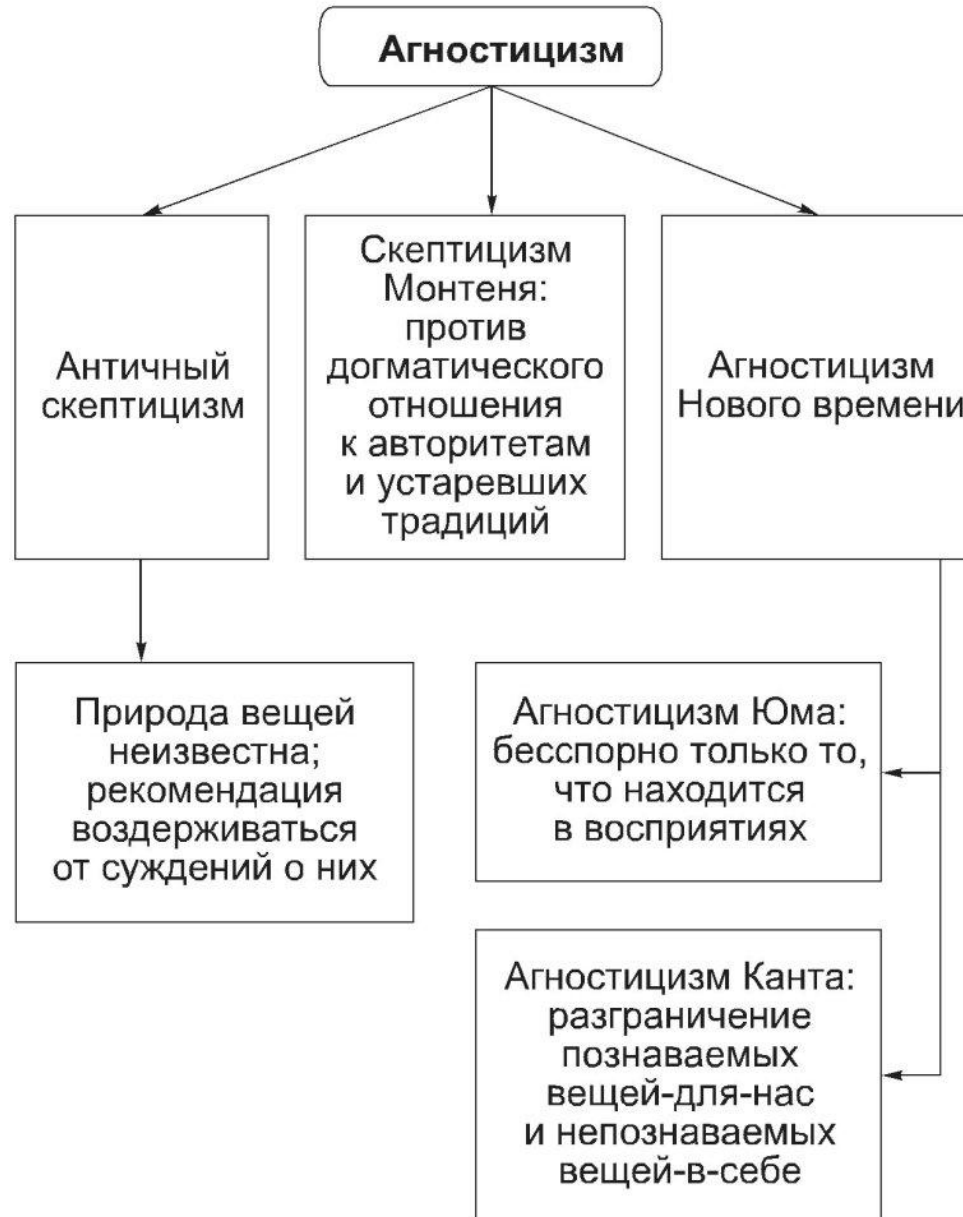 Агностицизм
Античный
скептицизм
Скептицизм
Монтеня:
против
догматического
отношения
к авторитетам
и устаревших
традиций
Агностицизм
Нового времени
Природа вещей
неизвестна;
рекомендация
воздерживаться
от суждений о них
Агностицизм Юма:
бесспорно только то,
что находится
в восприятиях
Агностицизм Канта:
разграничение
познаваемых
вещей-для-нас
и непознаваемых
вещей-в-себе